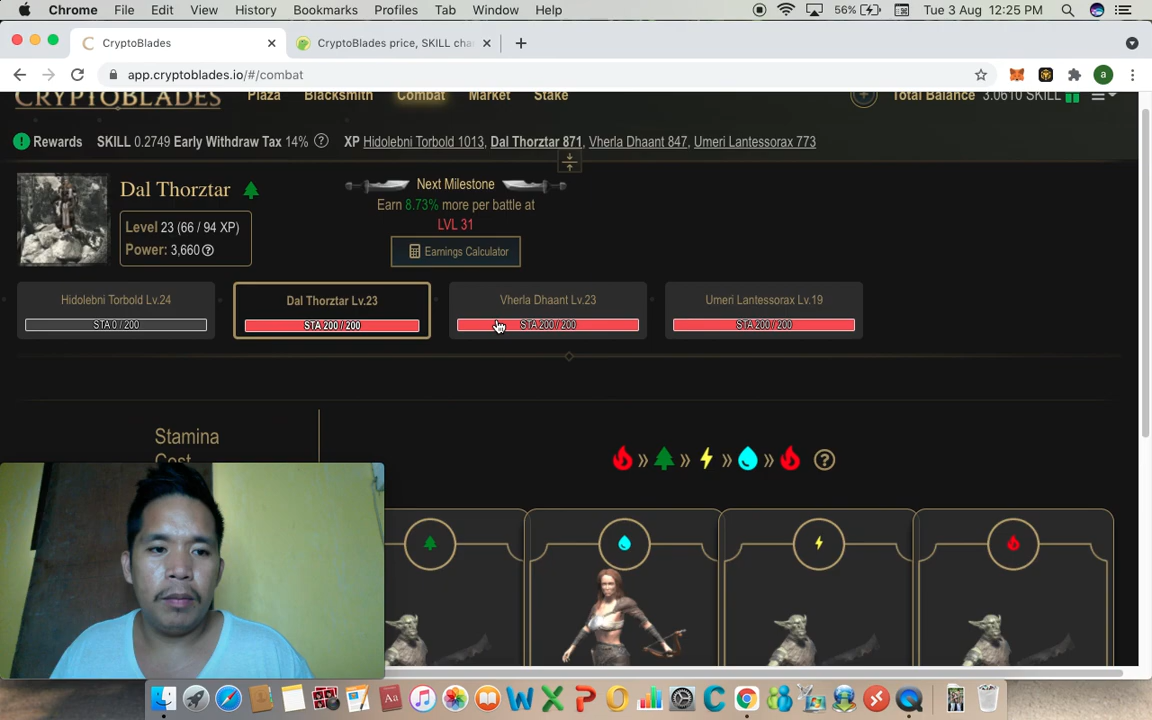 Chrome File Edit View History Bookmarks Profiles Tab Window Help 56% Tue 3 Aug 12:25 PM
CryptoBlades CryptoBlades price, SKILL cha
app.cryptoblades.io/#/combat a
CRYPTOBLADES Plaza Blacksmith Combat Market Stake Total Balance 3.0610 SKILL
Rewards SKILL 0.2749 Early Withdraw Tax 14% ? XP Hidolebni Torbold 1013, Dal Thorztar 871, Vherla Dhaant 847, Umeri Lantessorax 773
Dal Thorztar
Level 23 (66 / 94 XP)
Power: 3,660 ?
Next Milestone
Earn 8.73% more per battle at
LVL 31
Earnings Calculator
Hidolebni Torbold Lv.24
STA 0 / 200
Dal Thorztar Lv.23
STA 200 / 200
Vherla Dhaant Lv.23
STA 200 / 200
Umeri Lantessorax Lv.19
STA 200 / 200
Stamina
Cost
» » » » ?